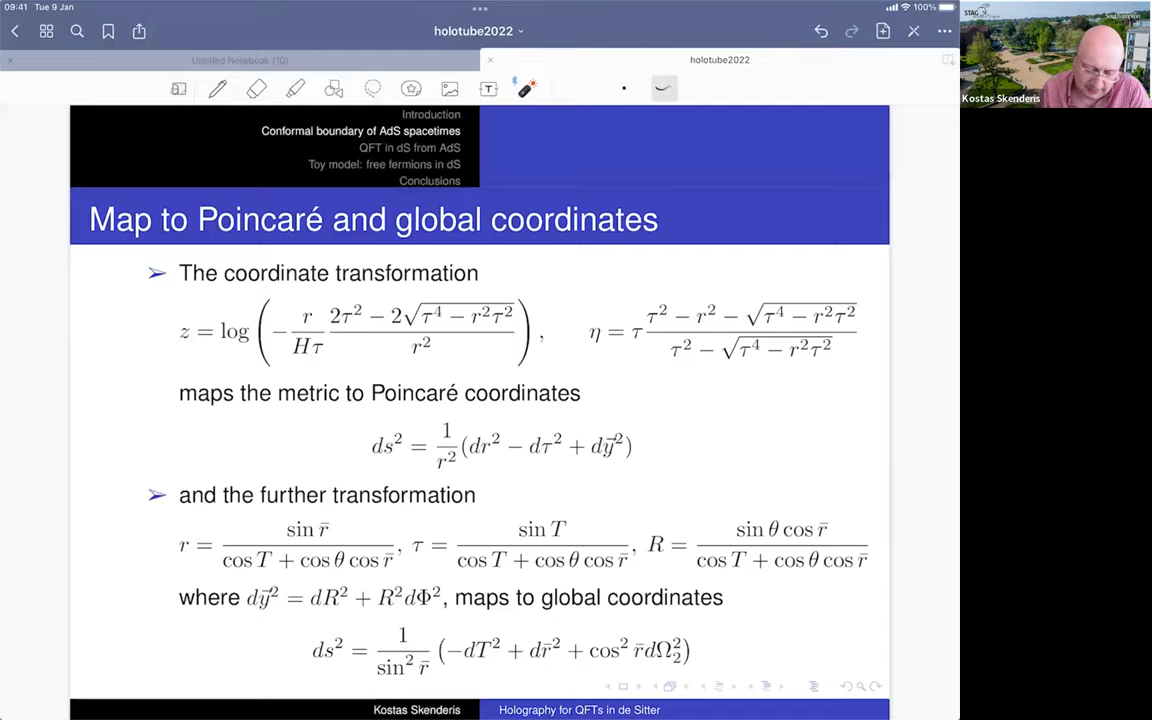 09:41 Tue 9 Jan
100%
holotube2022
Untitled Notebook (10)
holotube2022
STAG
Southampton
Kostas Skenderis
Introduction
Conformal boundary of AdS spacetimes
QFT in dS from AdS
Toy model: free fermions in dS
Conclusions
Map to Poincaré and global coordinates
➢ The coordinate transformation
z = log ( − r/(Hτ) (2τ² − 2√(τ⁴ − r²τ²))/r² ) , η = τ (τ² − r² − √(τ⁴ − r²τ²))/(τ² − √(τ⁴ − r²τ²))
maps the metric to Poincaré coordinates
ds² = 1/r² (dr² − dτ² + dy⃗²)
➢ and the further transformation
r = sin r̄/(cos T + cos θ cos r̄), τ = sin T/(cos T + cos θ cos r̄), R = sin θ cos r̄/(cos T + cos θ cos r̄)
where dy⃗² = dR² + R²dΦ², maps to global coordinates
ds² = 1/sin² r̄ (−dT² + dr̄² + cos² r̄dΩ₂²)
Kostas Skenderis
Holography for QFTs in de Sitter